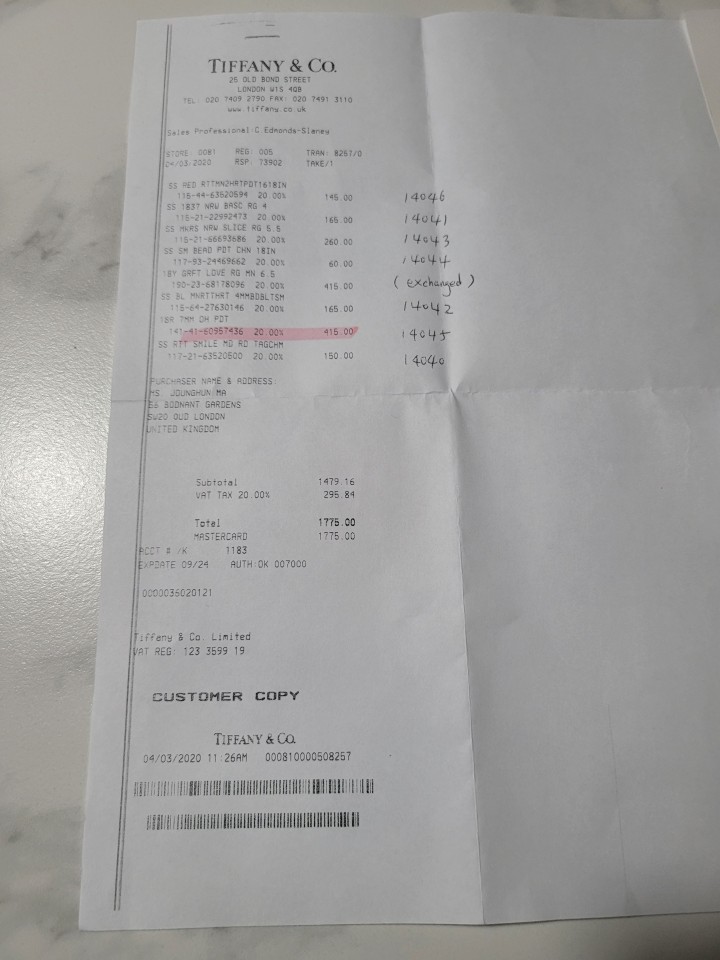 TIFFANY & CO.
25 OLD BOND STREET
LONDON W1S 4QB
TEL: 020 7409 2790 FAX: 020 7491 3110
www.tiffany.co.uk
Sales Professional C Edmonds-Slaney
STORE: 0081 REG: 005 TRAN: 8257/0
04/03/2020 RSP: 73902 TAKE/1
SS RED RTTMN2HRTPDT1618IN
115-44-63520594 20.00% 145.00 14046
SS 1837 NRW BASC RG 4
115-21-22992473 20.00% 165.00 14041
SS MKRS NRW SLICE RG 5.5
115-21-66693686 20.00% 260.00 14043
SS SM BEAD PDT CHN 18IN
117-93-24469662 20.00% 60.00 14044
18Y GRFT LOVE RG MN 6.5
190-23-68178096 20.00% 415.00 (exchanged)
SS BL MNRTTHRT 4MMBDBLTSM
115-64-27630146 20.00% 165.00 14042
18R 7MM OH PDT
141-41-60957436 20.00% 415.00 14045
SS RTT SMILE MD RD TAGCHM
117-21-63520500 20.00% 150.00 14040
PURCHASER NAME & ADDRESS:
MS. JOUNGHUN MA
56 BODNANT GARDENS
SW20 0UD LONDON
UNITED KINGDOM
Subtotal 1479.16
VAT TAX 20.00% 295.84
Total 1775.00
MASTERCARD 1775.00
ACCT # /K 1183
EXPDATE 09/24 AUTH:OK 007000
0000035020121
Tiffany & Co. Limited
VAT REG: 123 3599 19
CUSTOMER COPY
TIFFANY & CO.
04/03/2020 11:26AM 000810000508257